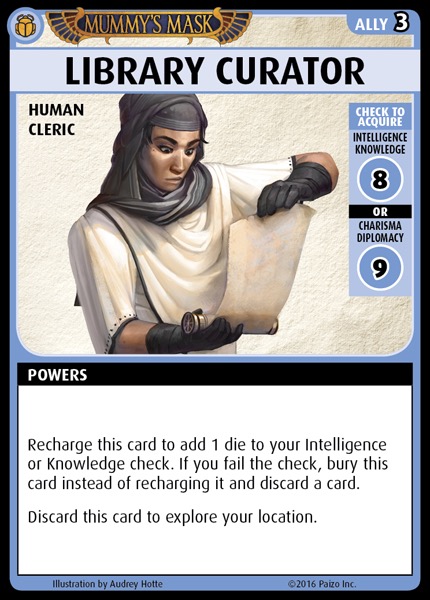 MUMMY'S MASK
ALLY 3
LIBRARY CURATOR
HUMAN
CLERIC
CHECK TO
ACQUIRE
INTELLIGENCE
KNOWLEDGE
8
OR
CHARISMA
DIPLOMACY
9
POWERS
Recharge this card to add 1 die to your Intelligence
or Knowledge check. If you fail the check, bury this
card instead of recharging it and discard a card.
Discard this card to explore your location.
Illustration by Audrey Hotte
©2016 Paizo Inc.